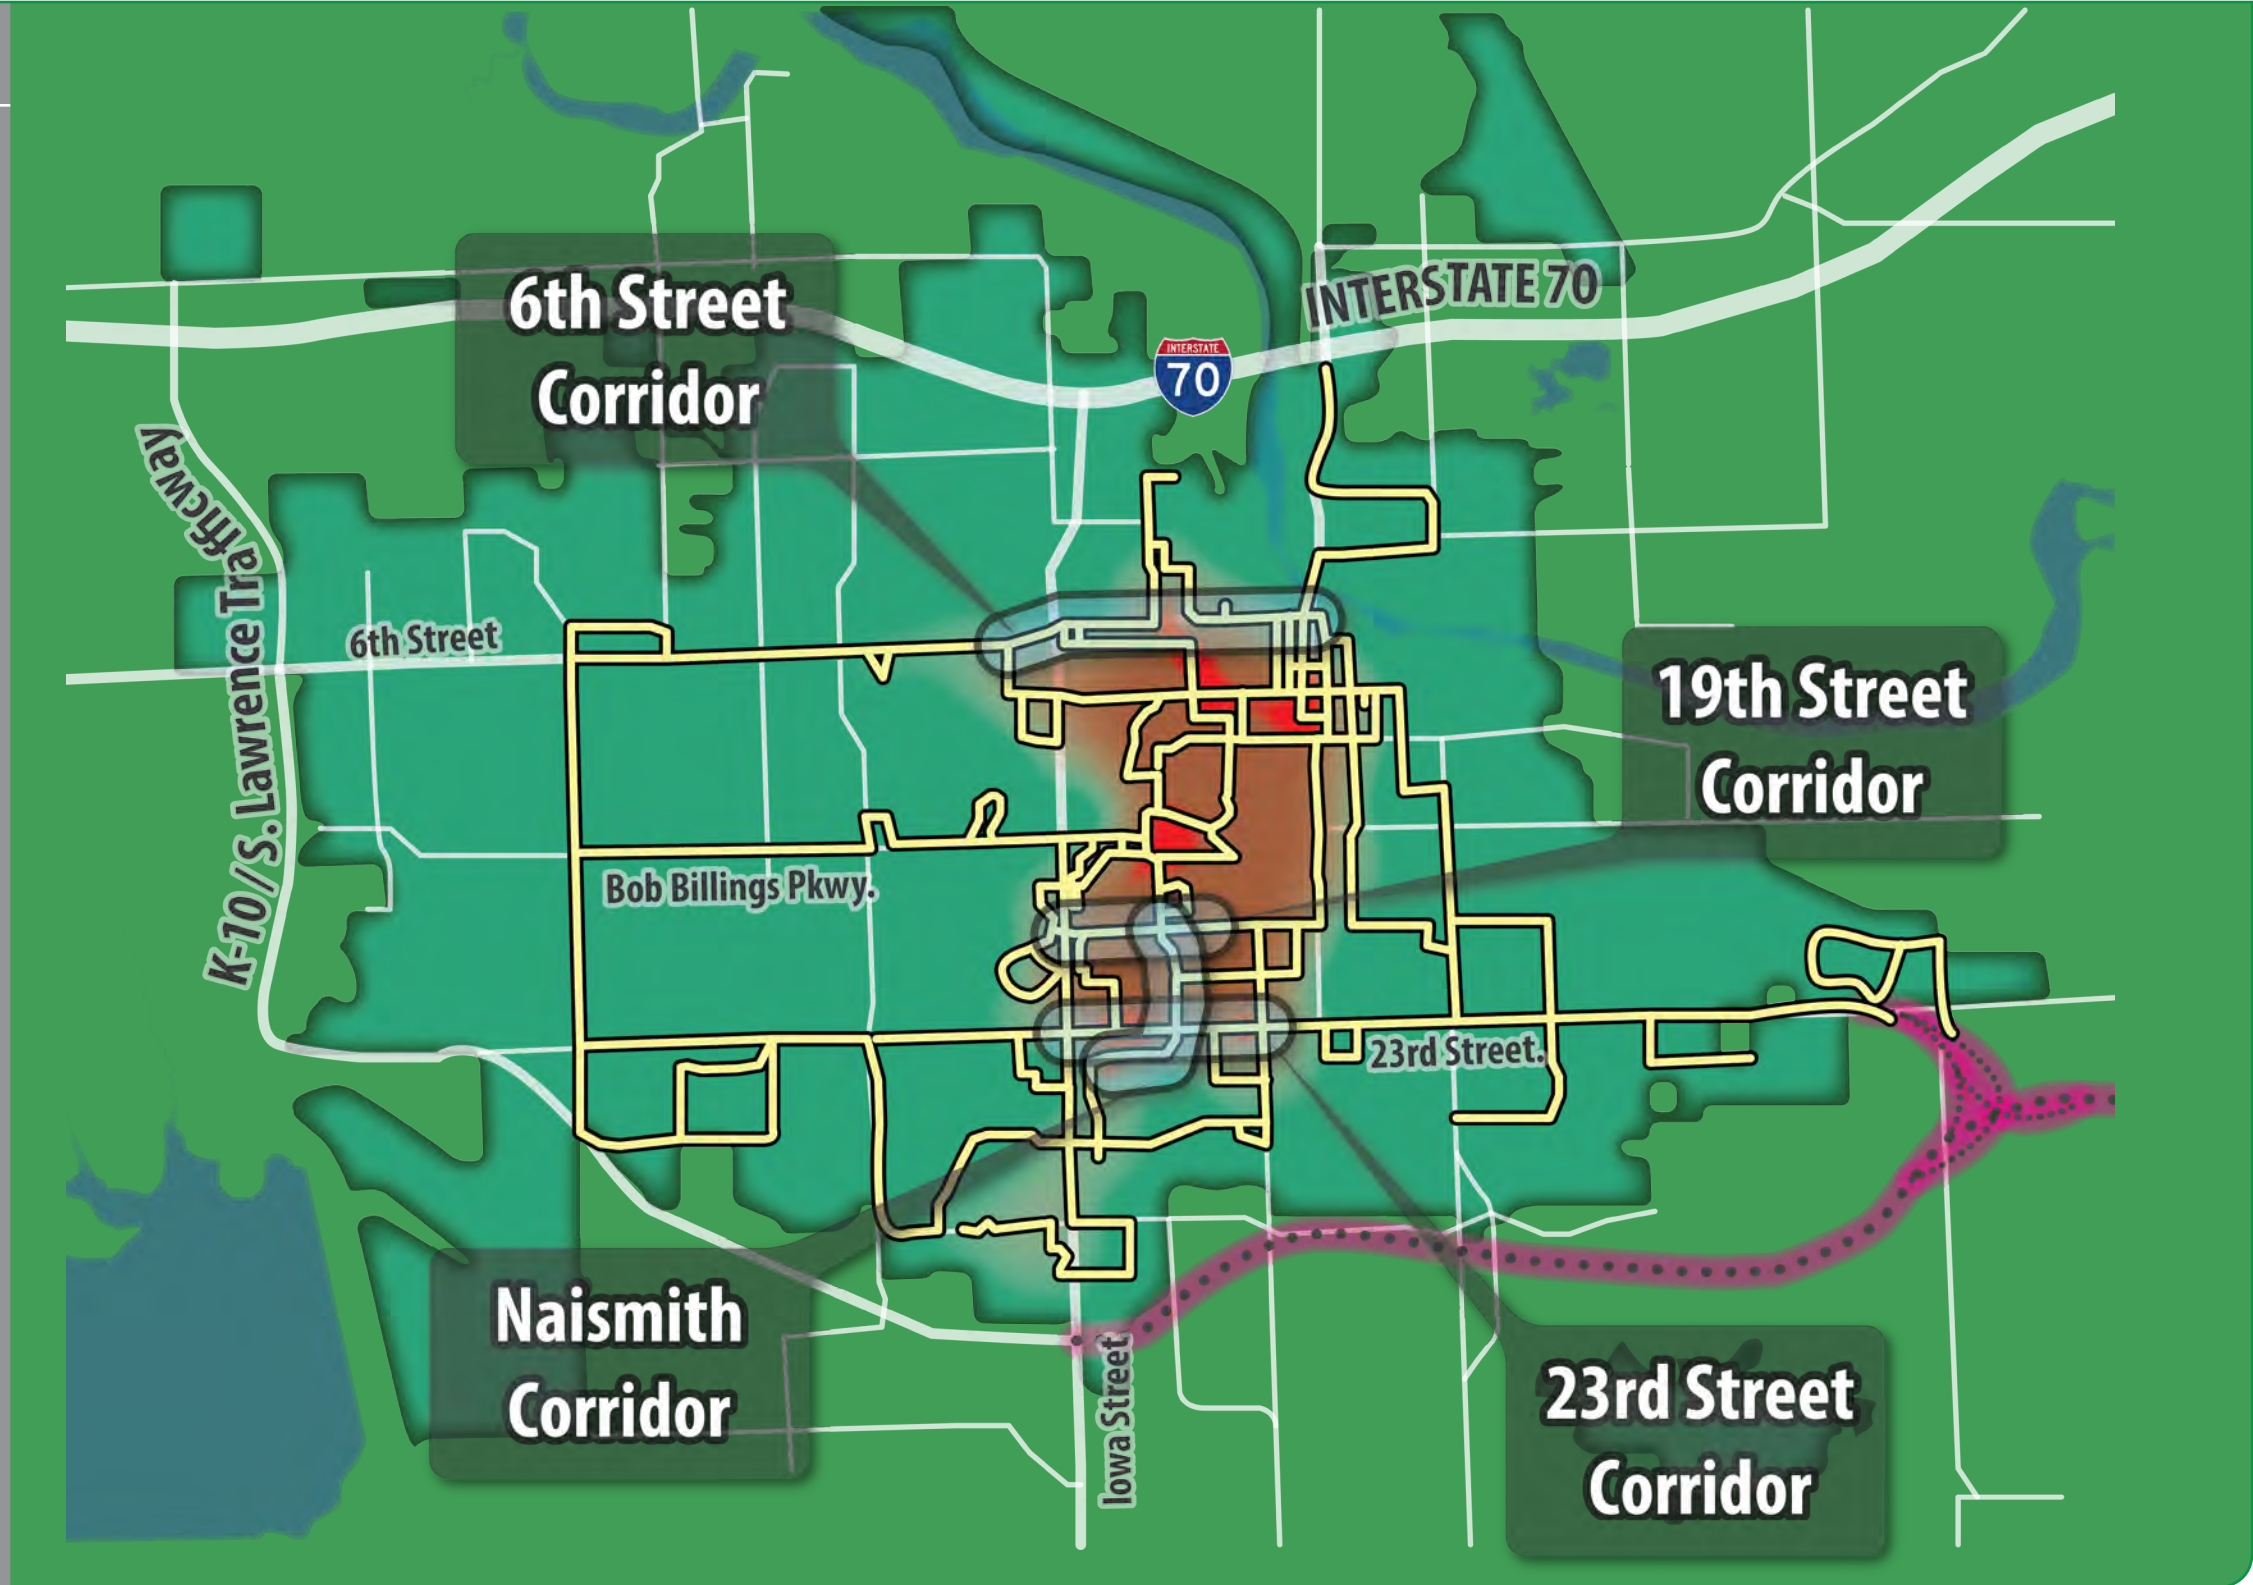 6th Street
Corridor
INTERSTATE 70
INTERSTATE
70
K-10 / S. Lawrence Trafficway
6th Street
19th Street
Corridor
Bob Billings Pkwy.
23rd Street.
Naismith
Corridor
Iowa Street
23rd Street
Corridor